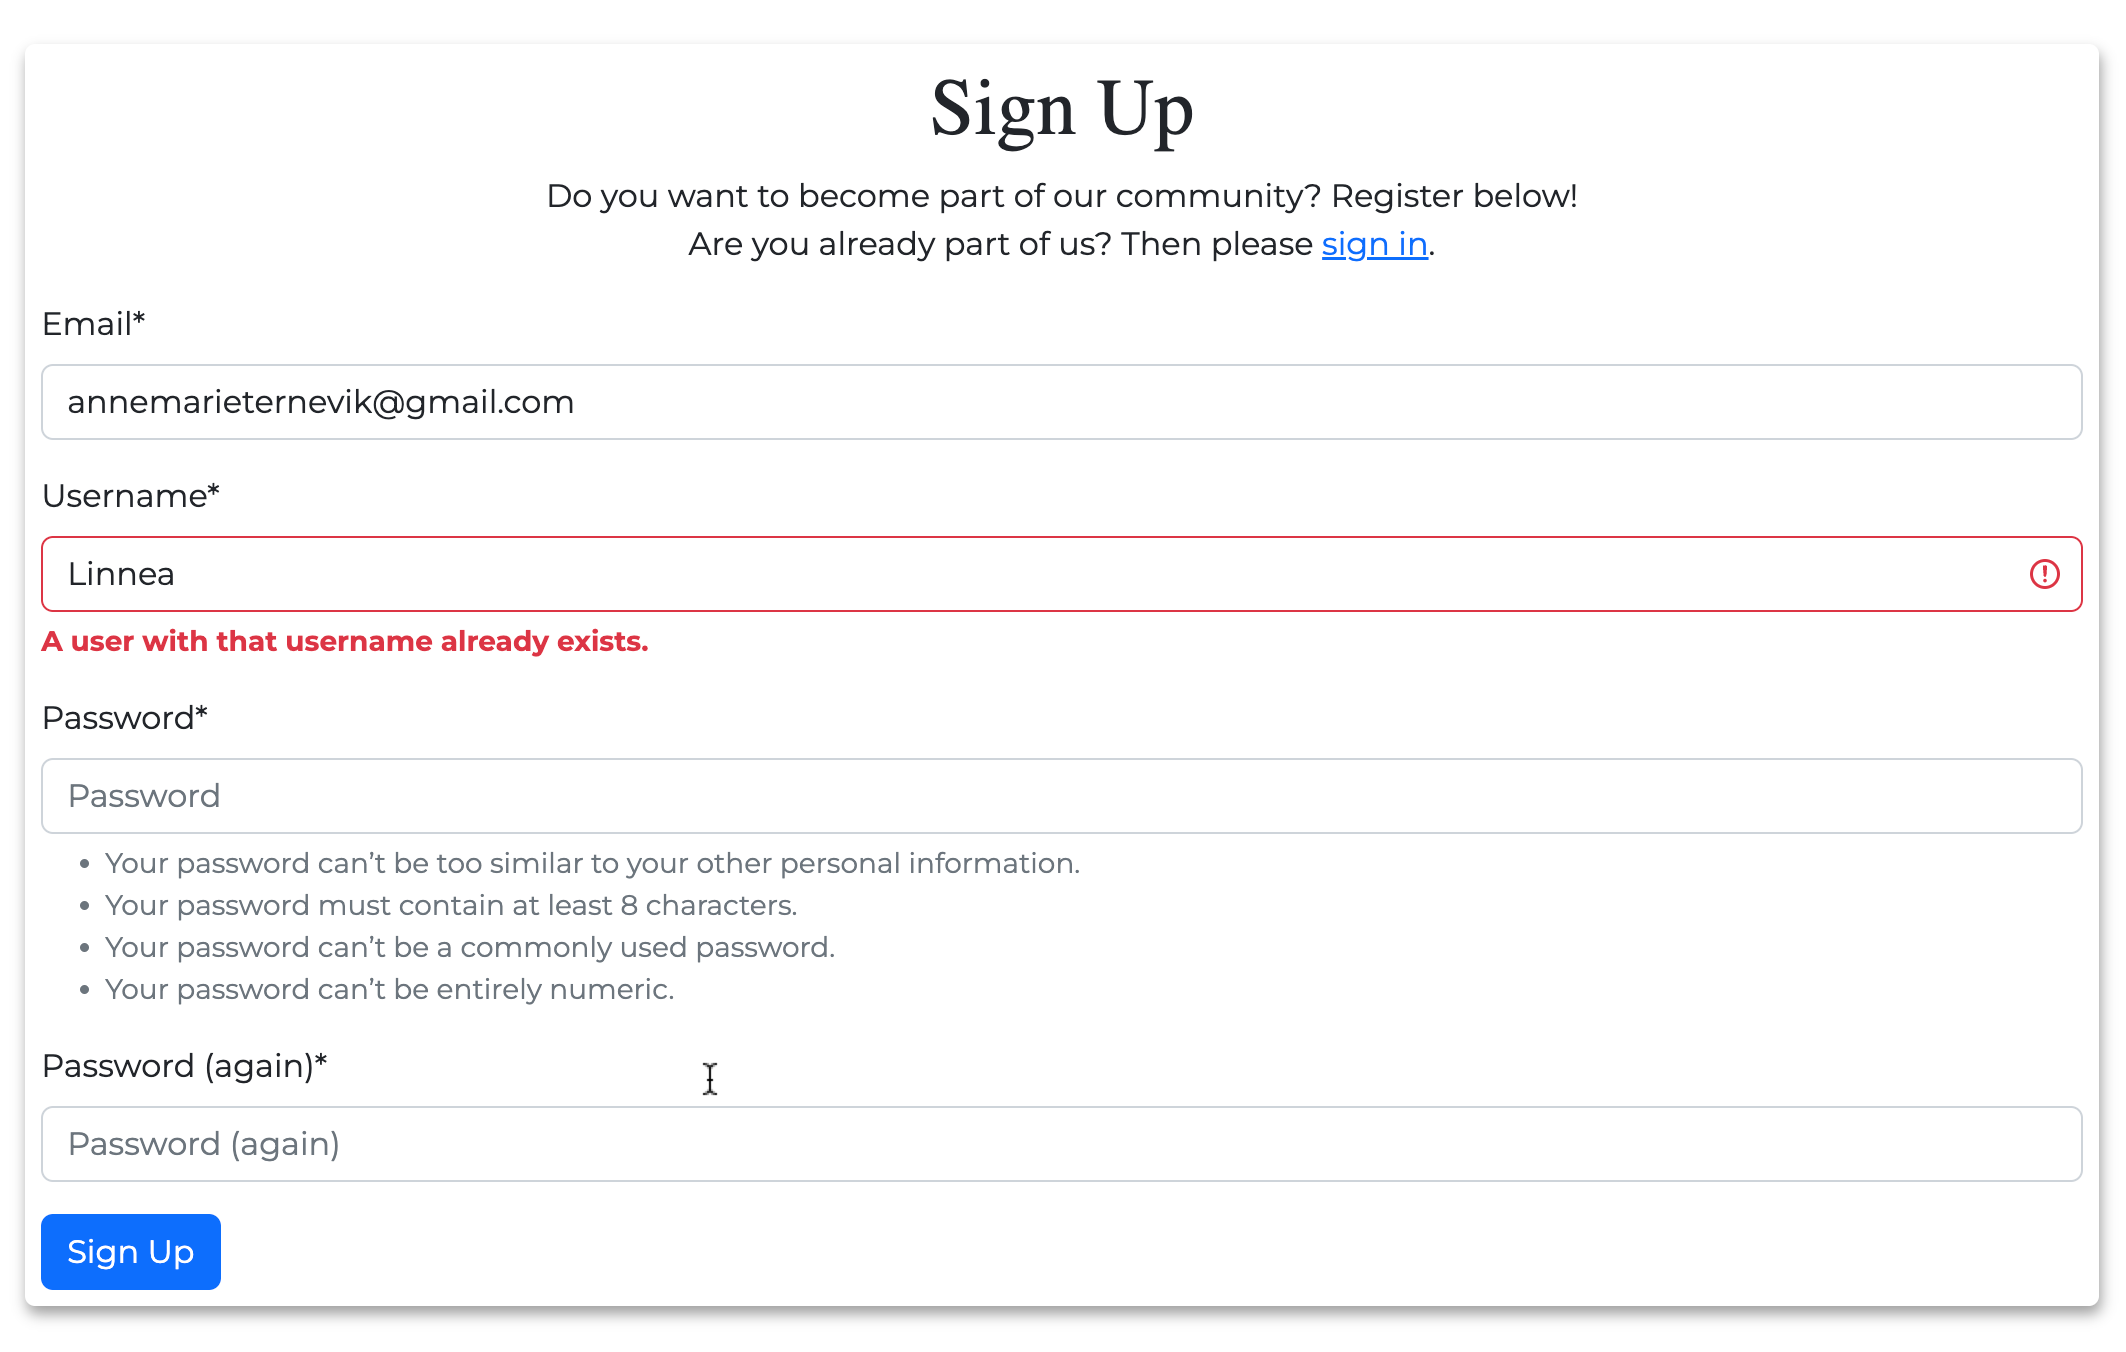 Sign Up
Do you want to become part of our community? Register below!
Are you already part of us? Then please sign in.
Email*
annemarieternevik@gmail.com
Username*
Linnea
A user with that username already exists.
Password*
Password
• Your password can’t be too similar to your other personal information.
• Your password must contain at least 8 characters.
• Your password can’t be a commonly used password.
• Your password can’t be entirely numeric.
Password (again)*
Password (again)
Sign Up